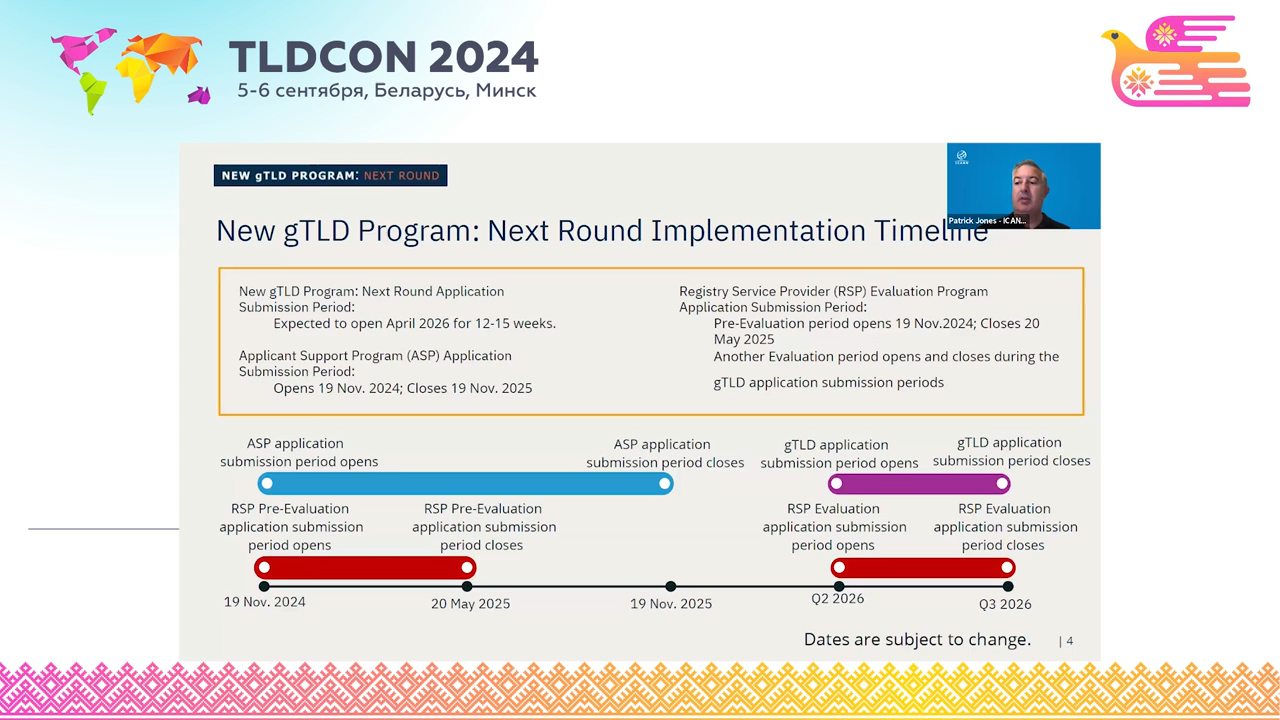 TLDCON 2024
5-6 сентября, Беларусь, Минск
NEW gTLD PROGRAM: NEXT ROUND
ICANN
Patrick Jones - ICAN...
New gTLD Program: Next Round Implementation Timeline
New gTLD Program: Next Round Application
Submission Period:
Expected to open April 2026 for 12-15 weeks.
Applicant Support Program (ASP) Application
Submission Period:
Opens 19 Nov. 2024; Closes 19 Nov. 2025
Registry Service Provider (RSP) Evaluation Program
Application Submission Period:
Pre-Evaluation period opens 19 Nov.2024; Closes 20
May 2025
Another Evaluation period opens and closes during the
gTLD application submission periods
ASP application
submission period opens
ASP application
submission period closes
gTLD application
submission period opens
gTLD application
submission period closes
RSP Pre-Evaluation
application submission
period opens
RSP Pre-Evaluation
application submission
period closes
RSP Evaluation
application submission
period opens
RSP Evaluation
application submission
period closes
19 Nov. 2024
20 May 2025
19 Nov. 2025
Q2 2026
Q3 2026
Dates are subject to change.
| 4